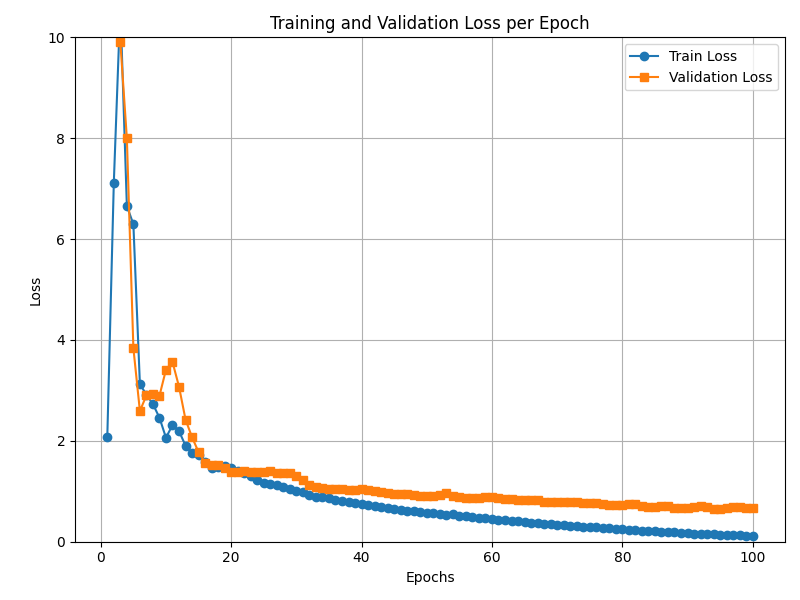 Training and Validation Loss per Epoch
Train Loss
Validation Loss
Loss
10
8
6
4
2
0
0 20 40 60 80 100
Epochs